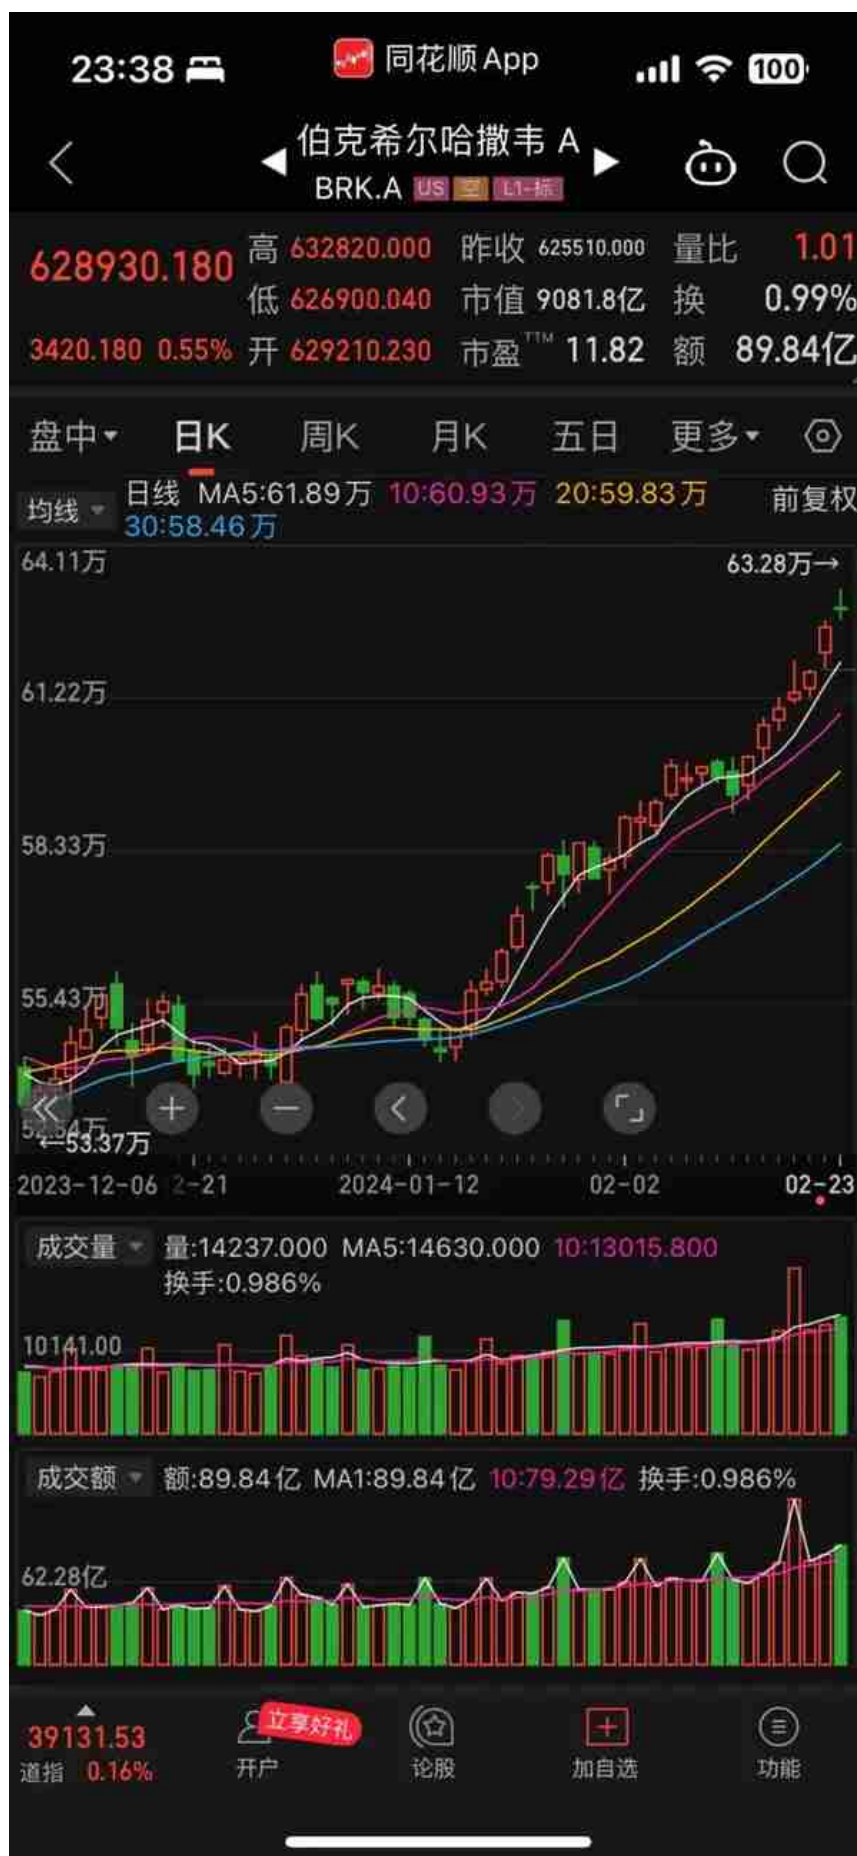 23:38 同花顺App 100
伯克希尔哈撒韦 A
BRK.A US 空 L1-标
628930.180 高 632820.000 昨收 625510.000 量比 1.01
低 626900.040 市值 9081.8亿 换 0.99%
3420.180 0.55% 开 629210.230 市盈TTM 11.82 额 89.84亿
盘中 日K 周K 月K 五日 更多
均线 日线 MA5:61.89万 10:60.93万 20:59.83万 前复权
30:58.46万
64.11万 63.28万→
61.22万
58.33万
55.43万
52.54万
←53.37万
2023-12-06 2-21 2024-01-12 02-02 02-23
成交量 量:14237.000 MA5:14630.000 10:13015.800
换手:0.986%
10141.00
成交额 额:89.84亿 MA1:89.84亿 10:79.29亿 换手:0.986%
62.28亿
立享好礼
39131.53
道指 0.16% 开户 论股 加自选 功能